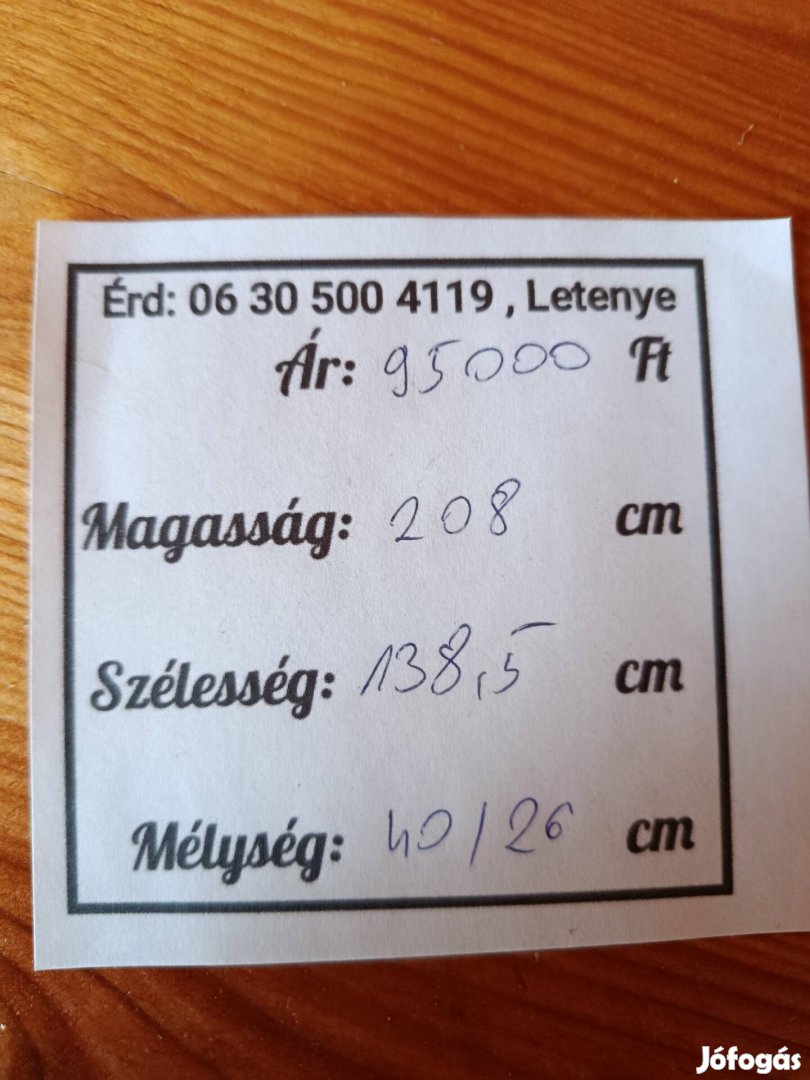 Érd: 06 30 500 4119 , Letenye
Ár: 95000 Ft
Magasság: 208 cm
Szélesség: 138,5 cm
Mélység: 40/26 cm
Jófogás